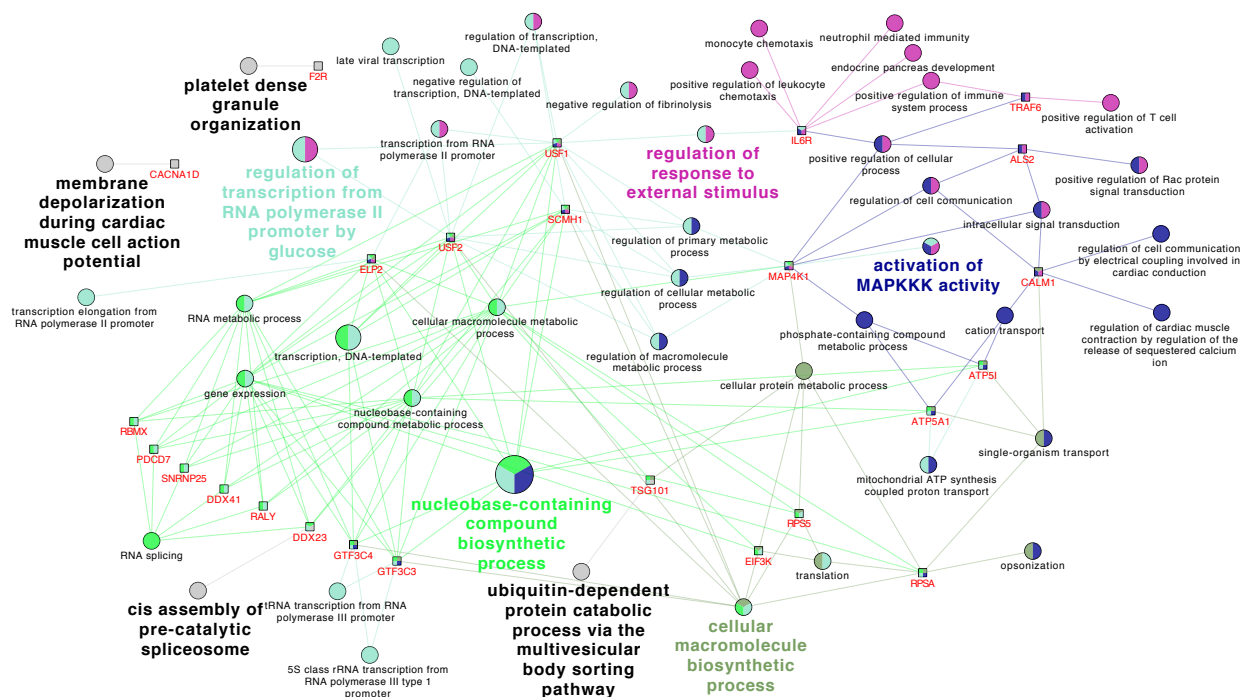 regulation of transcription,
DNA-templated
late viral transcription
monocyte chemotaxis
neutrophil mediated immunity
endocrine pancreas development
F2R
platelet dense
granule
organization
negative regulation of
transcription, DNA-templated
positive regulation of leukocyte
chemotaxis
positive regulation of immune
system process
negative regulation of fibrinolysis
TRAF6
positive regulation of T cell
activation
transcription from RNA
polymerase II promoter
USF1
IL6R
CACNA1D
membrane
depolarization
during cardiac
muscle cell action
potential
regulation of
transcription from
RNA polymerase II
promoter by
glucose
regulation of
response to
external stimulus
positive regulation of cellular
process
ALS2
positive regulation of Rac protein
signal transduction
regulation of cell communication
SCMH1
intracellular signal transduction
USF2
regulation of primary metabolic
process
ELP2
MAP4K1
activation of
MAPKKK activity
regulation of cell communication
by electrical coupling involved in
cardiac conduction
CALM1
transcription elongation from
RNA polymerase II promoter
RNA metabolic process
regulation of cellular metabolic
process
cellular macromolecule metabolic
process
transcription, DNA-templated
regulation of macromolecule
metabolic process
phosphate-containing compound
metabolic process
cation transport
regulation of cardiac muscle
contraction by regulation of the
release of sequestered calcium
ion
ATP5I
cellular protein metabolic process
gene expression
nucleobase-containing
compound metabolic process
ATP5A1
RBMX
PDCD7
SNRNP25
DDX41
RALY
DDX23
single-organism transport
mitochondrial ATP synthesis
coupled proton transport
TSG101
nucleobase-containing
compound
biosynthetic
process
RPS5
RNA splicing
GTF3C4
GTF3C3
EIF3K
translation
RPSA
opsonization
cis assembly of
pre-catalytic
spliceosome
tRNA transcription from RNA
polymerase III promoter
ubiquitin-dependent
protein catabolic
process via the
multivesicular
body sorting
pathway
cellular
macromolecule
biosynthetic
process
5S class rRNA transcription from
RNA polymerase III type 1
promoter